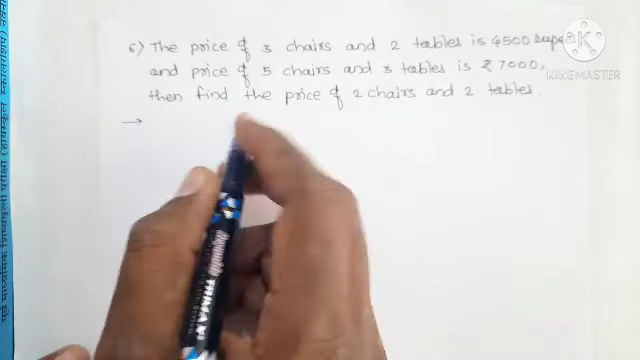 6) The price of 3 chairs and 2 tables is 4500
and price of 5 chairs and 3 tables is ₹ 7000,
then find the price of 2 chairs and 2 tables.
→
KINEMASTER
TRIMAX